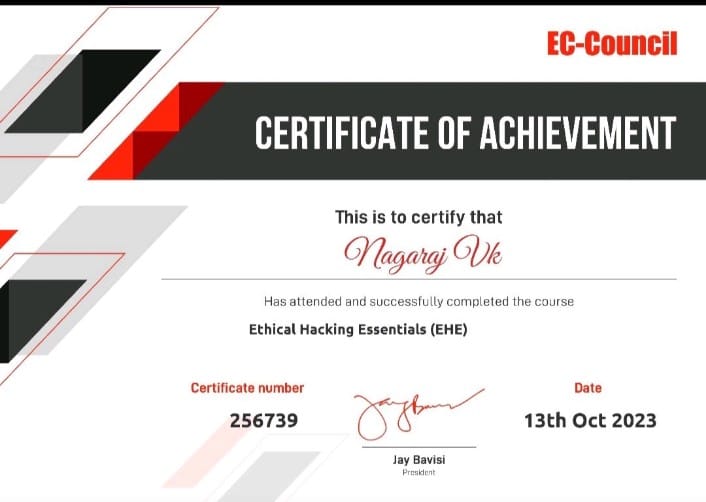 EC-Council
CERTIFICATE OF ACHIEVEMENT
This is to certify that
Nagaraj Vk
Has attended and successfully completed the course
Ethical Hacking Essentials (EHE)
Certificate number
256739
Jay Bavisi
President
Date
13th Oct 2023